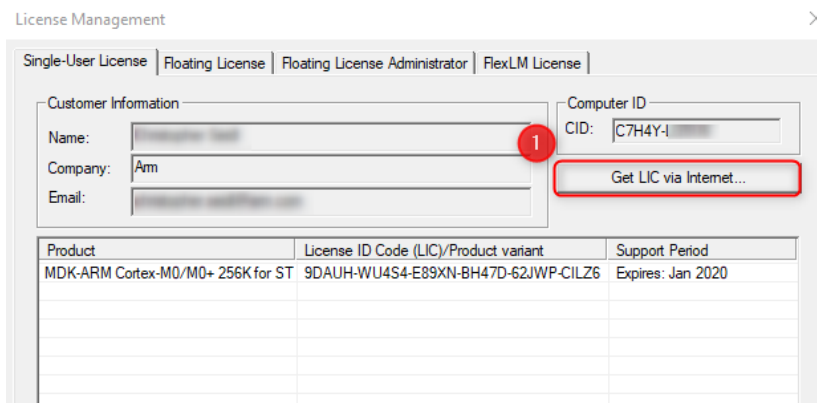 License Management
Single-User License Floating License Floating License Administrator FlexLM License
Customer Information
Name:
Company: Arm
Email:
Computer ID
CID: C7H4Y-
1
Get LIC via Internet...
Product License ID Code (LIC)/Product variant Support Period
MDK-ARM Cortex-M0/M0+ 256K for ST 9DAUH-WU4S4-E89XN-BH47D-62JWP-CILZ6 Expires: Jan 2020